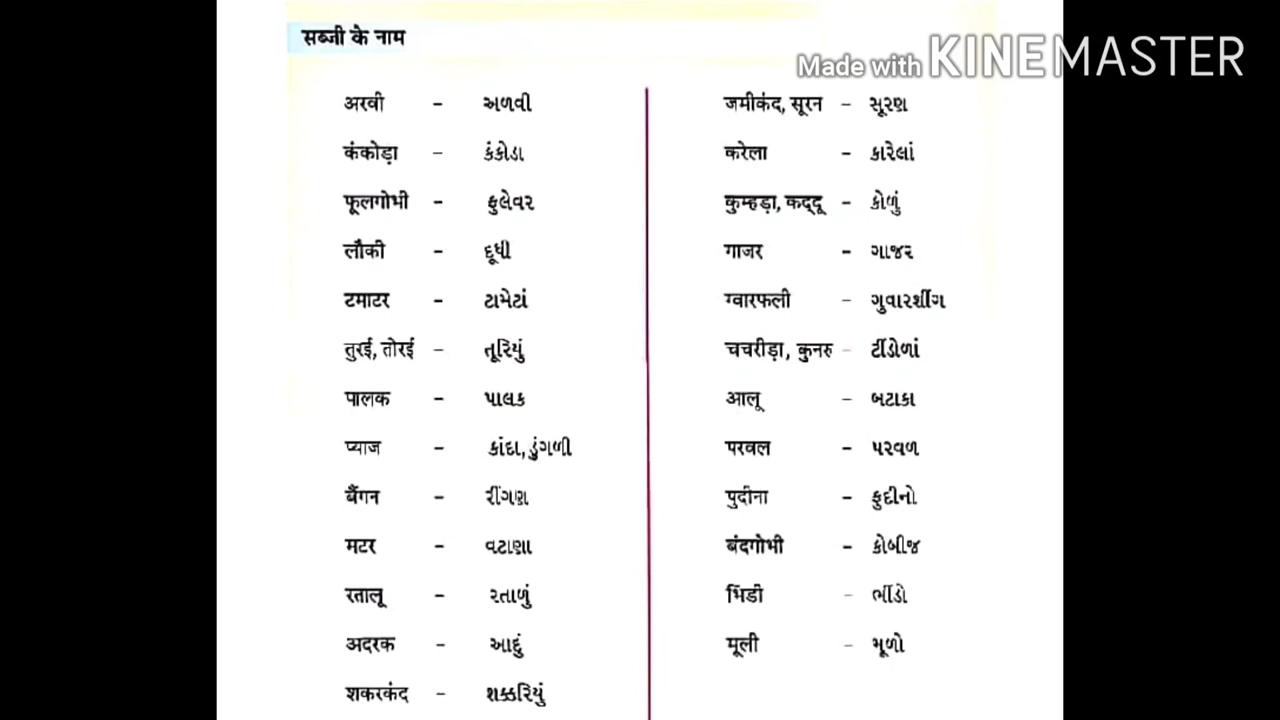 सब्जी के नाम
Made with KINEMASTER
अरवी - અળવી
कंकोड़ा - કંકોડા
फूलगोभी - ફુલેવર
लौकी - દૂધી
टमाटर - ટામેટાં
तुरई, तोरई - તૂરિયું
पालक - પાલક
प्याज - કાંદા, ડુંગળી
बैंगन - રીંગણ
मटर - વટાણા
रतालू - રતાળું
अदरक - આદું
शकरकंद - શક્કરિયું
जमीकंद, सूरन - સૂરણ
करेला - કારેલાં
कुम्हड़ा, कद्दू - કોળું
गाजर - ગાજર
ग्वारफली - ગુવારશીંગ
चचरीड़ा, कुनरु - ટીંડોળાં
आलू - બટાકા
परवल - પરવળ
पुदीना - ફુદીનો
बंदगोभी - કોબીજ
भिंडी - ભીંડો
मूली - મૂળો